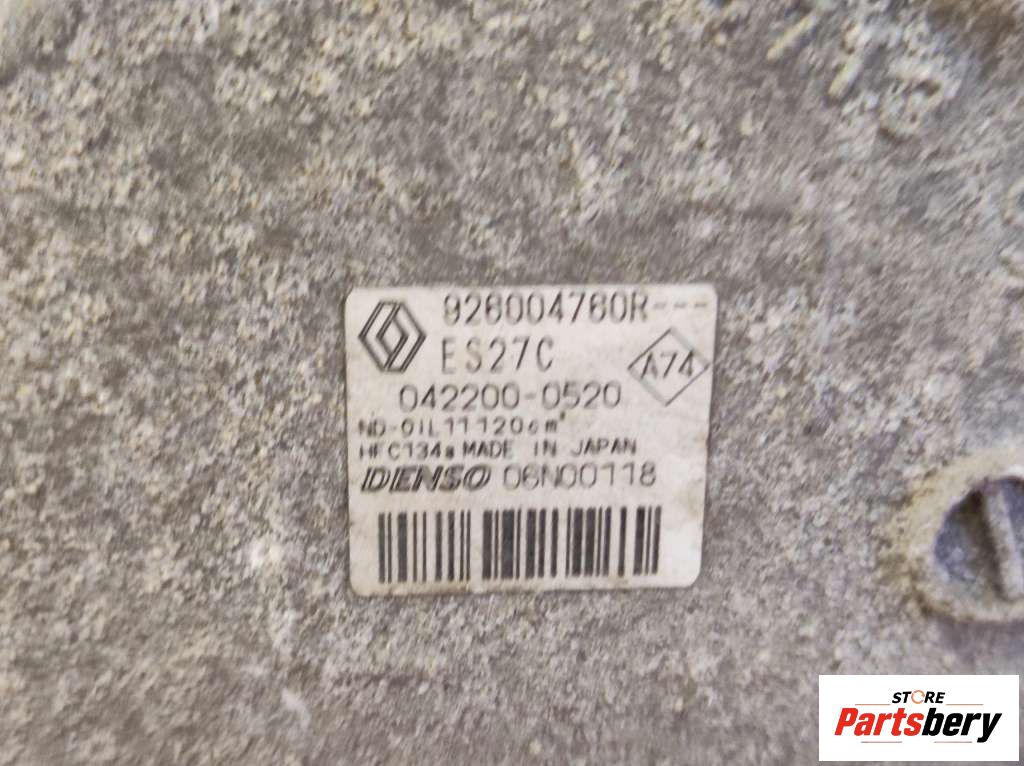 926004760R---
ES27C
A74
042200-0520
ND-OIL11120cm³
HFC134a MADE IN JAPAN
DENSO 06N00118
STORE
Partsbery